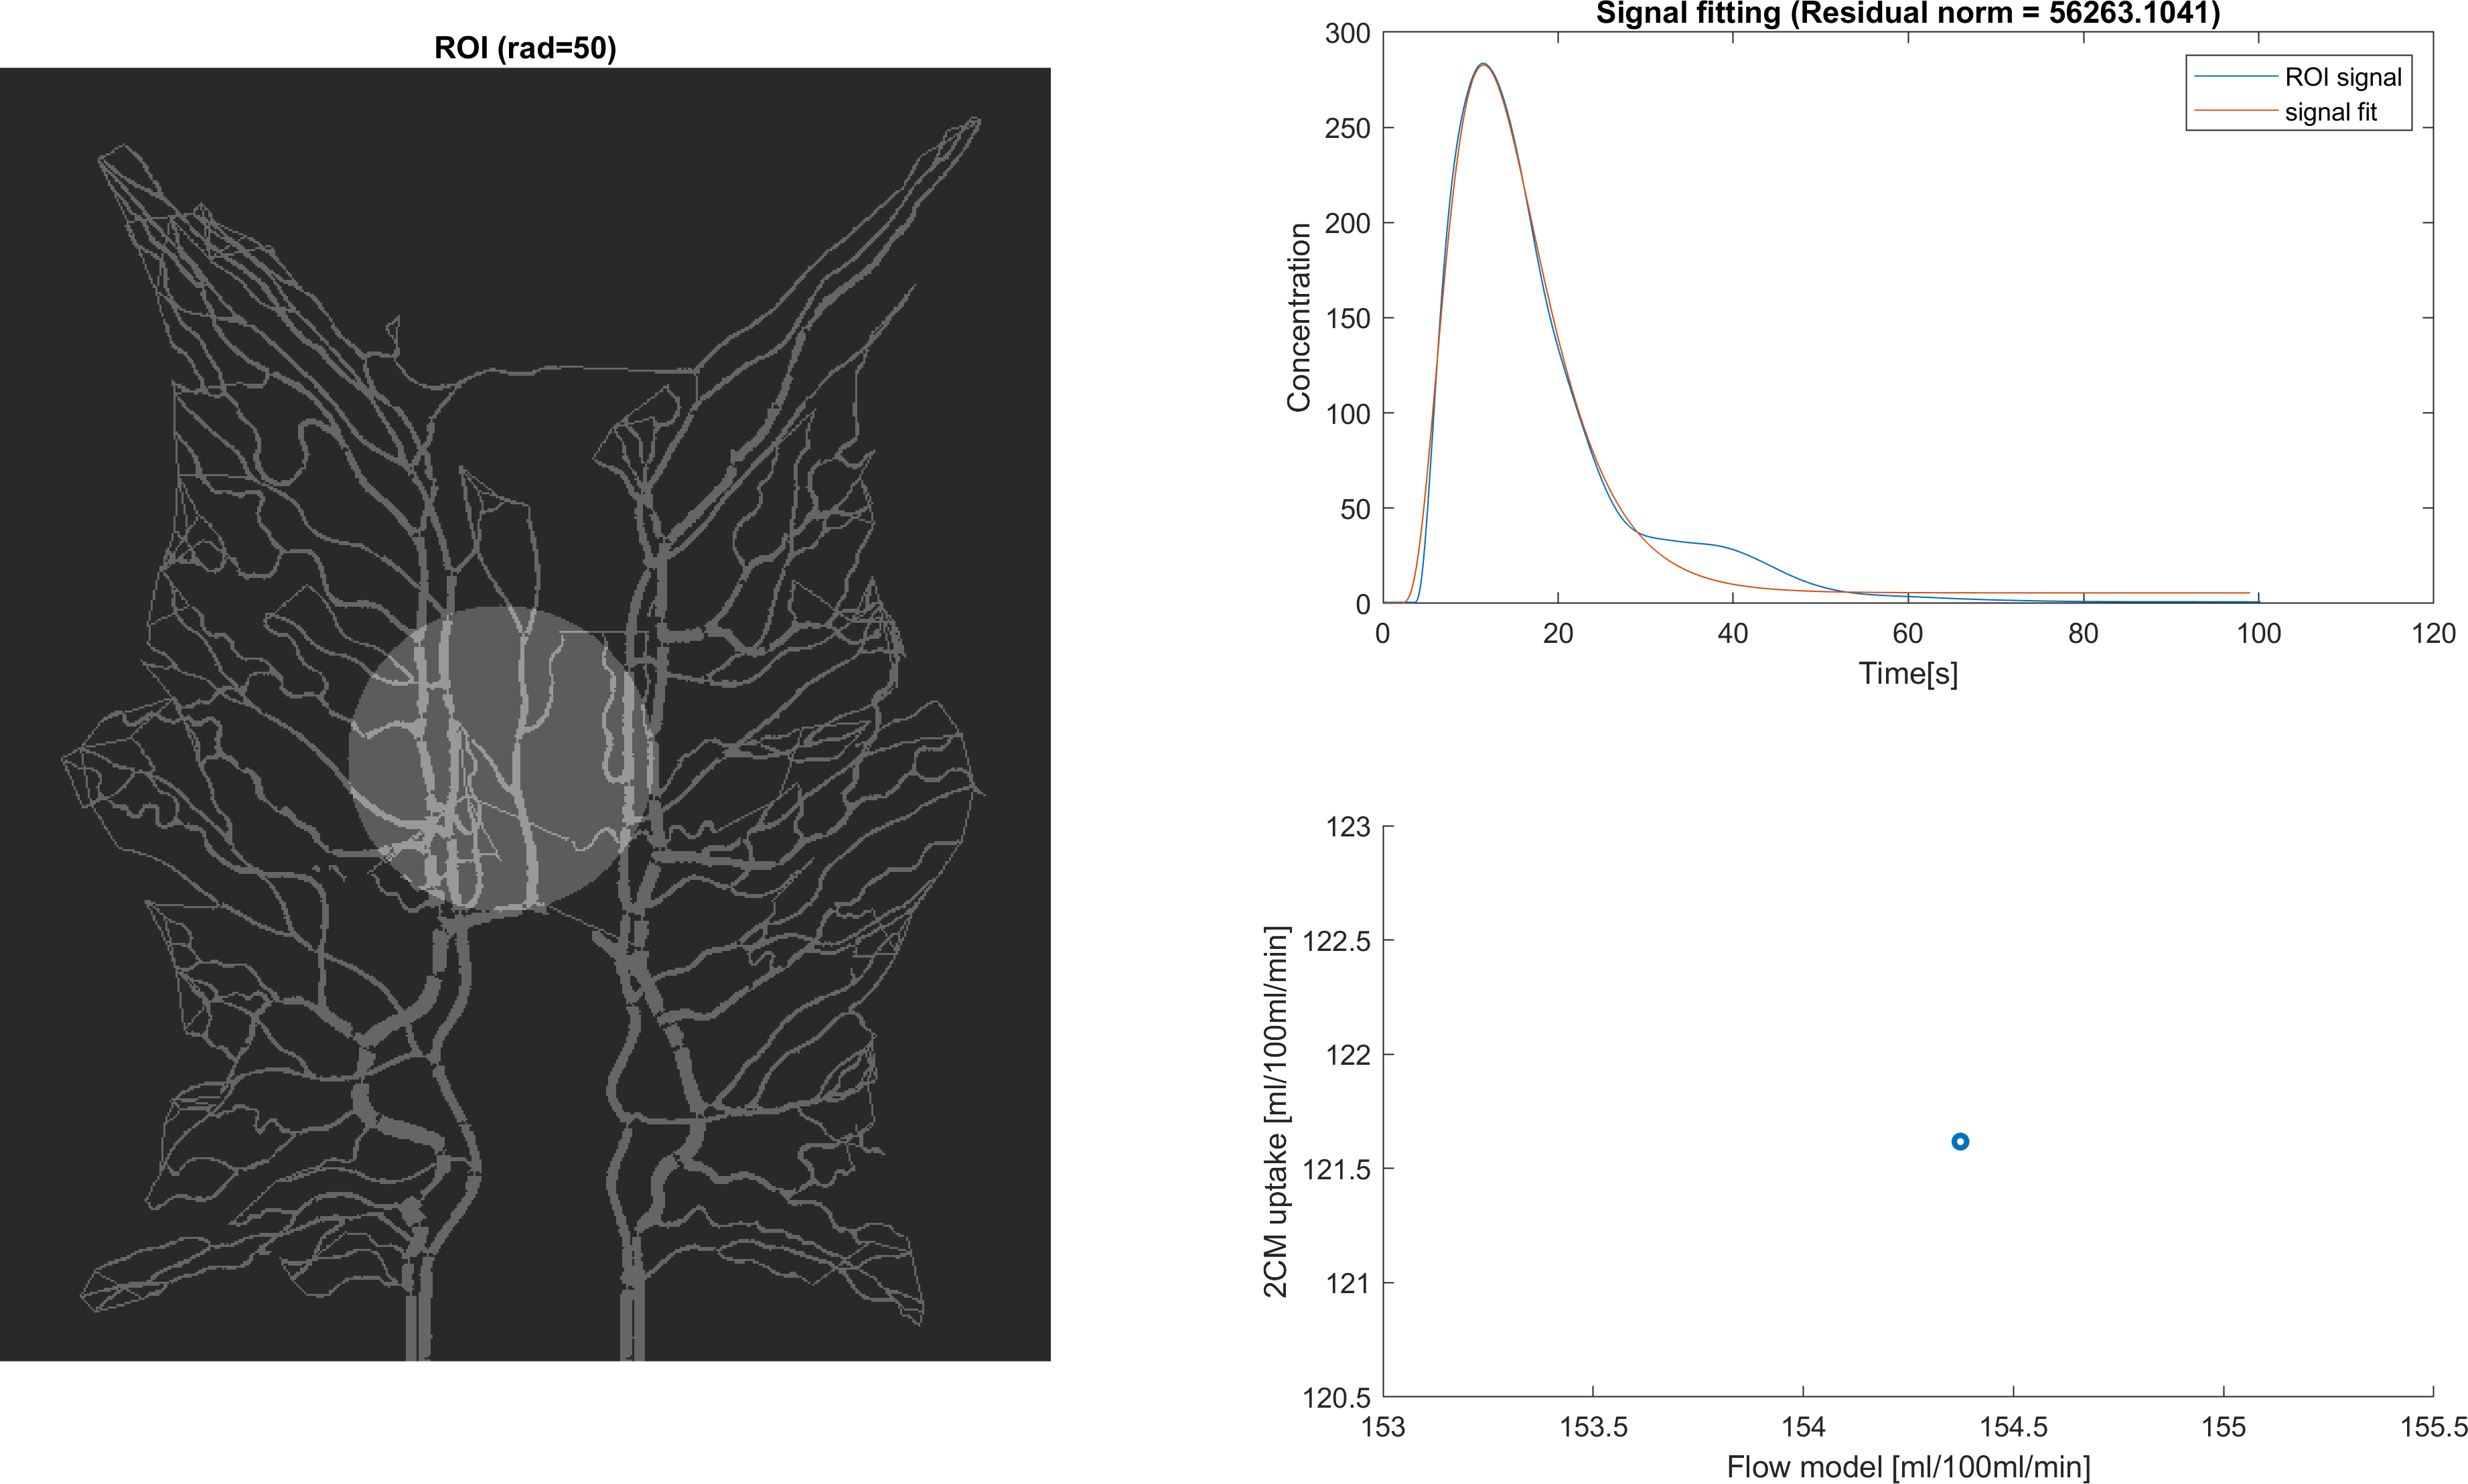 ROI (rad=50)
Signal fitting (Residual norm = 56263.1041)
300
250
200
150
100
50
0
Concentration
ROI signal
signal fit
0 20 40 60 80 100 120
Time[s]
123
122.5
122
121.5
121
120.5
2CM uptake [ml/100ml/min]
153 153.5 154 154.5 155 155.5
Flow model [ml/100ml/min]